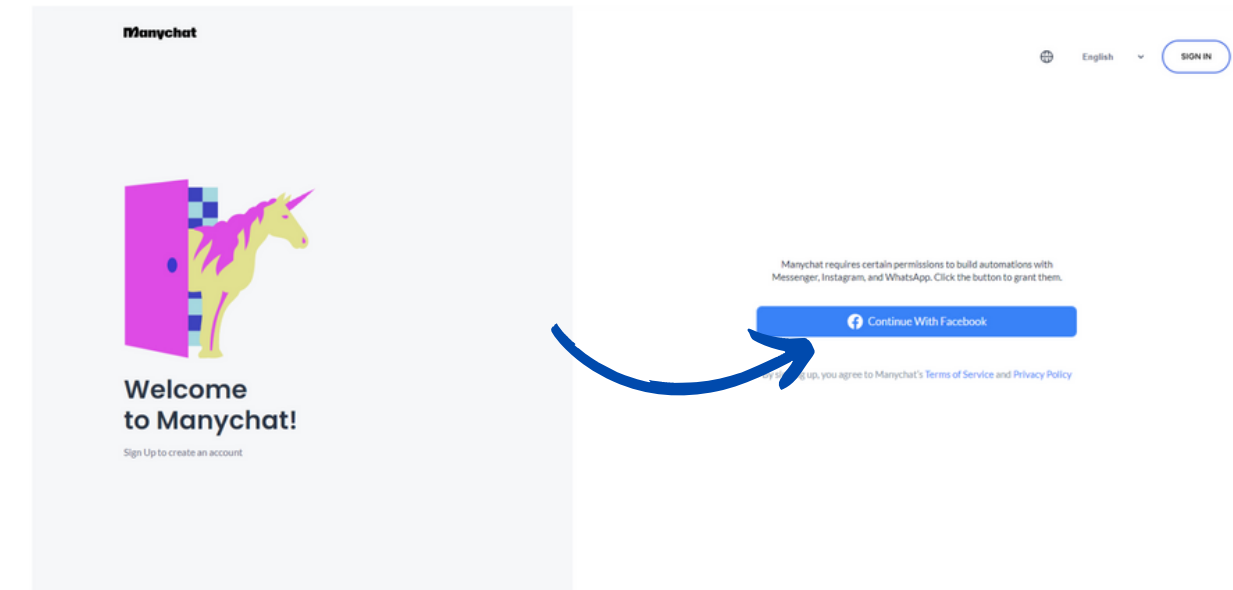 Manychat
English
SIGN IN
Manychat requires certain permissions to build automations with
Messenger, Instagram, and WhatsApp. Click the button to grant them.
Continue With Facebook
By up, you agree to Manychat's Terms of Service and Privacy Policy
Welcome
to Manychat!
Sign Up to create an account